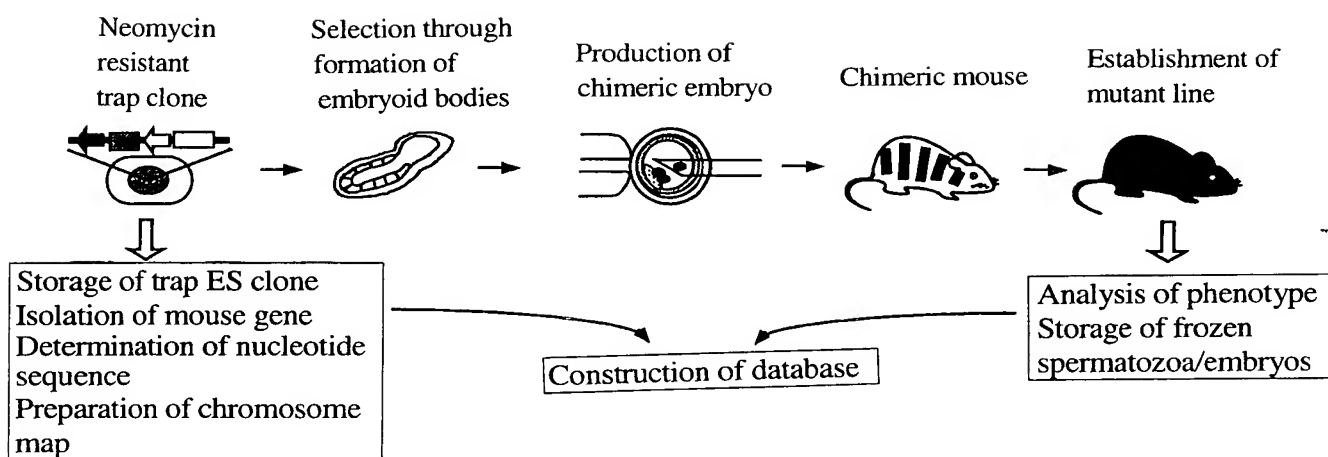 Neomycin
resistant
trap clone
Selection through
formation of
embryoid bodies
Production of
chimeric embryo
Chimeric mouse
Establishment of
mutant line
Storage of trap ES clone
Isolation of mouse gene
Determination of nucleotide
sequence
Preparation of chromosome
map
Construction of database
Analysis of phenotype
Storage of frozen
spermatozoa/embryos